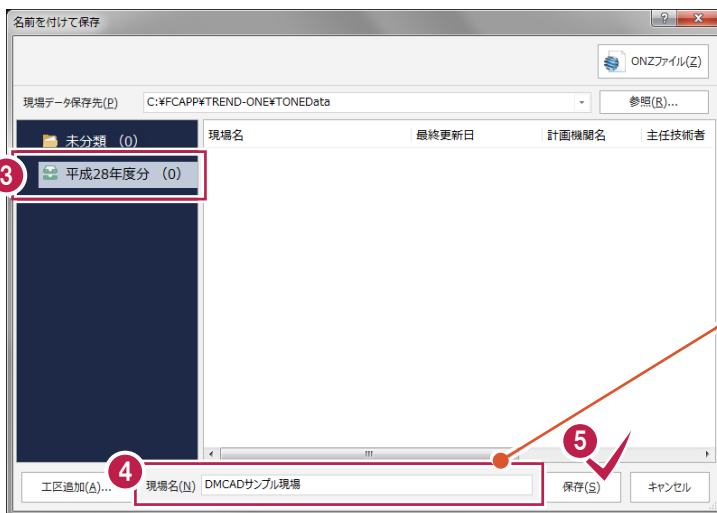 名前を付けて保存
ONZファイル(Z)
現場データ保存先(P) C:¥FCAPP¥TREND-ONE¥TONEData 参照(R)...
未分類 (0) 現場名 最終更新日 計画機関名 主任技術者
3 平成28年度分 (0)
5
4
工区追加(A)... 現場名(N) DMCADサンプル現場 保存(S) キャンセル